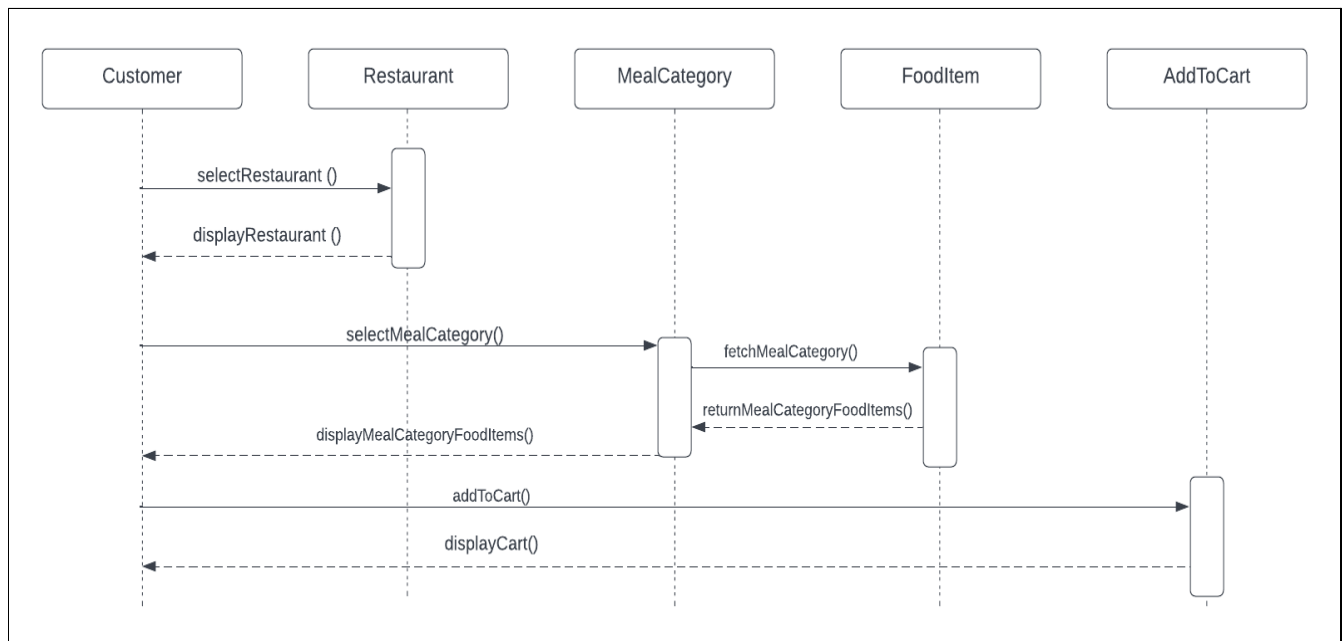 Customer
Restaurant
MealCategory
FoodItem
AddToCart
selectRestaurant ()
displayRestaurant ()
selectMealCategory()
fetchMealCategory()
returnMealCategoryFoodItems()
displayMealCategoryFoodItems()
addToCart()
displayCart()